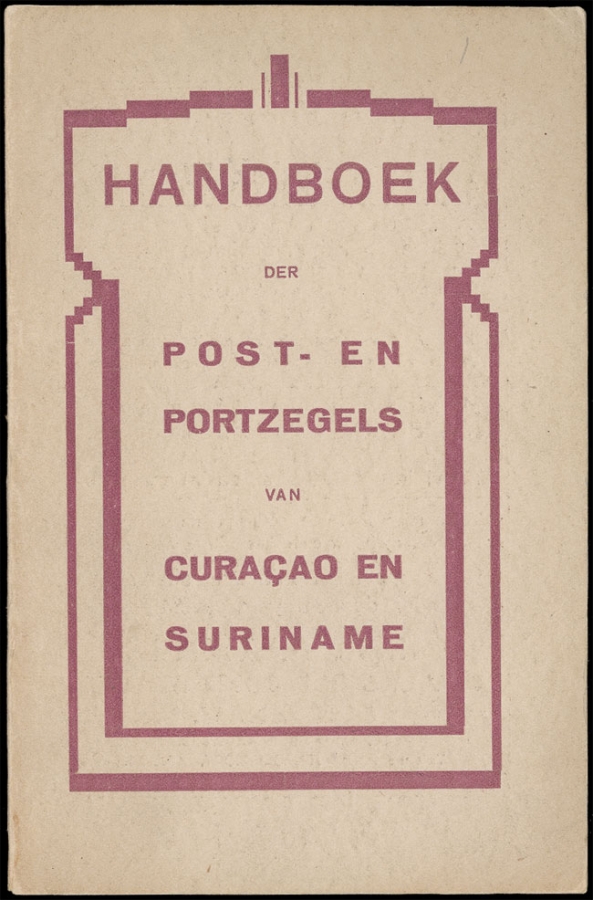 HANDBOEK
DER
POST- EN
PORTZEGELS
VAN
CURAÇAO EN
SURINAME